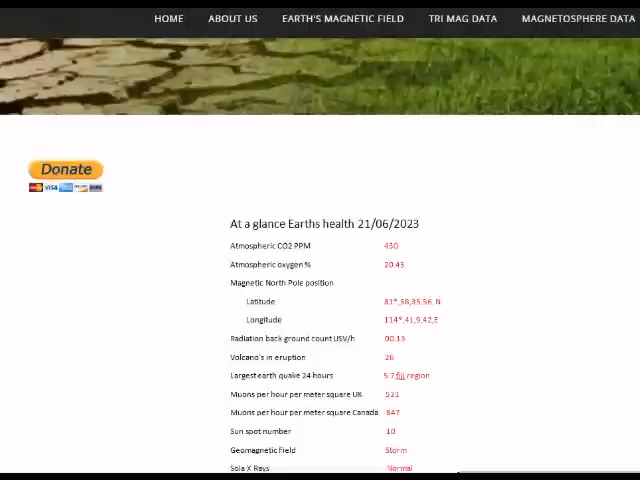 HOME ABOUT US EARTH'S MAGNETIC FIELD TRI MAG DATA MAGNETOSPHERE DATA
Donate
VISA
At a glance Earths health 21/06/2023
Atmospheric CO2 PPM 430
Atmospheric oxygen % 20.45
Magnetic North Pole position
Latitude 81*,58,35,56, N
Longitude 114*,41,9,42,E
Radiation back ground count USV/h 00.13
Volcano's in eruption 26
Largest earth quake 24 hours 5.7 fiji region
Muons per hour per meter square UK 521
Muons per hour per meter square Canada 847
Sun spot number 10
Geomagnetic Field Storm
Sola X Rays Normal